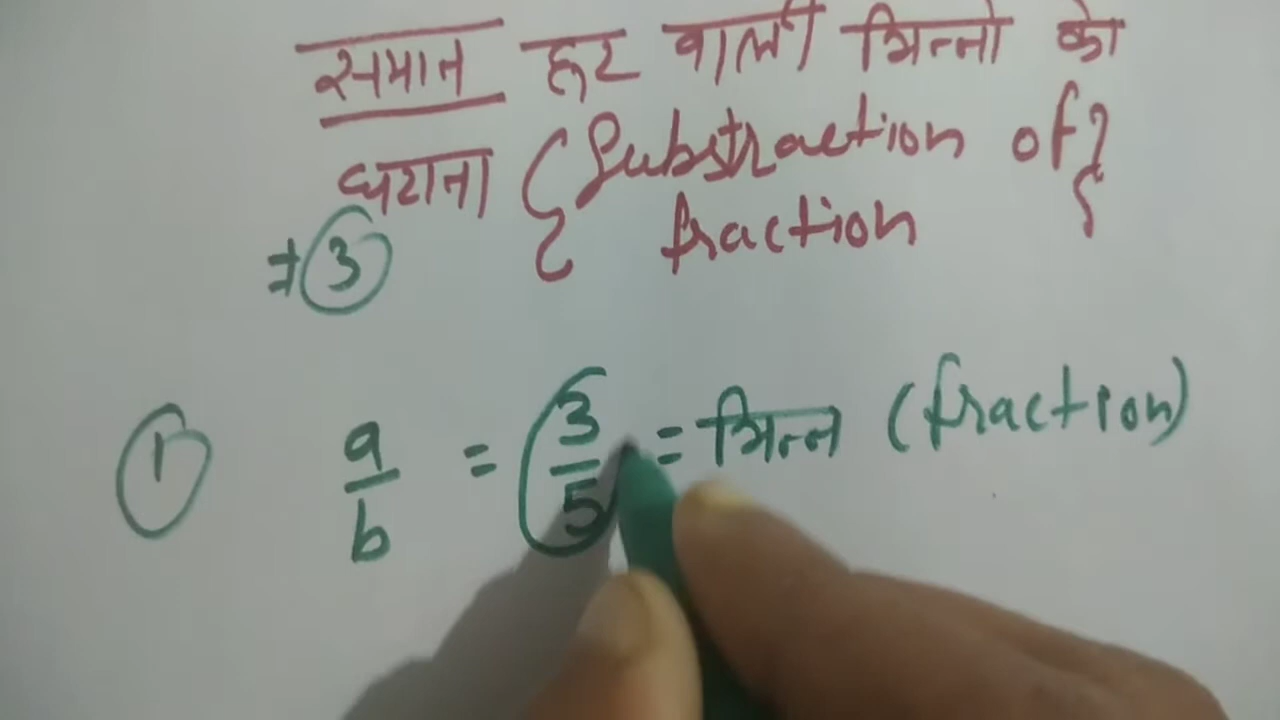 समान हर वाली भिन्नो को
घटाना { Substraction of }
fraction
⇒ 3
1 a/b = 3/5 = भिन्न (fraction)